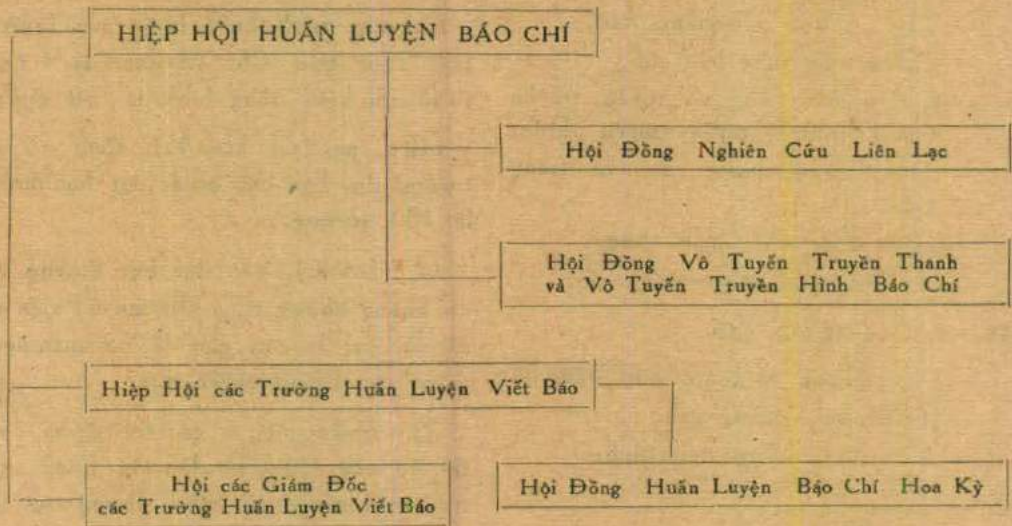 HIỆP HỘI HUẤN LUYỆN BÁO CHÍ
Hội Đồng Nghiên Cứu Liên Lạc
Hội Đồng Vô Tuyến Truyền Thanh
và Vô Tuyến Truyền Hình Báo Chí
Hiệp Hội các Trường Huấn Luyện Viết Báo
Hội các Giám Đốc
các Trường Huấn Luyện Viết Báo
Hội Đồng Huấn Luyện Báo Chí Hoa Kỳ